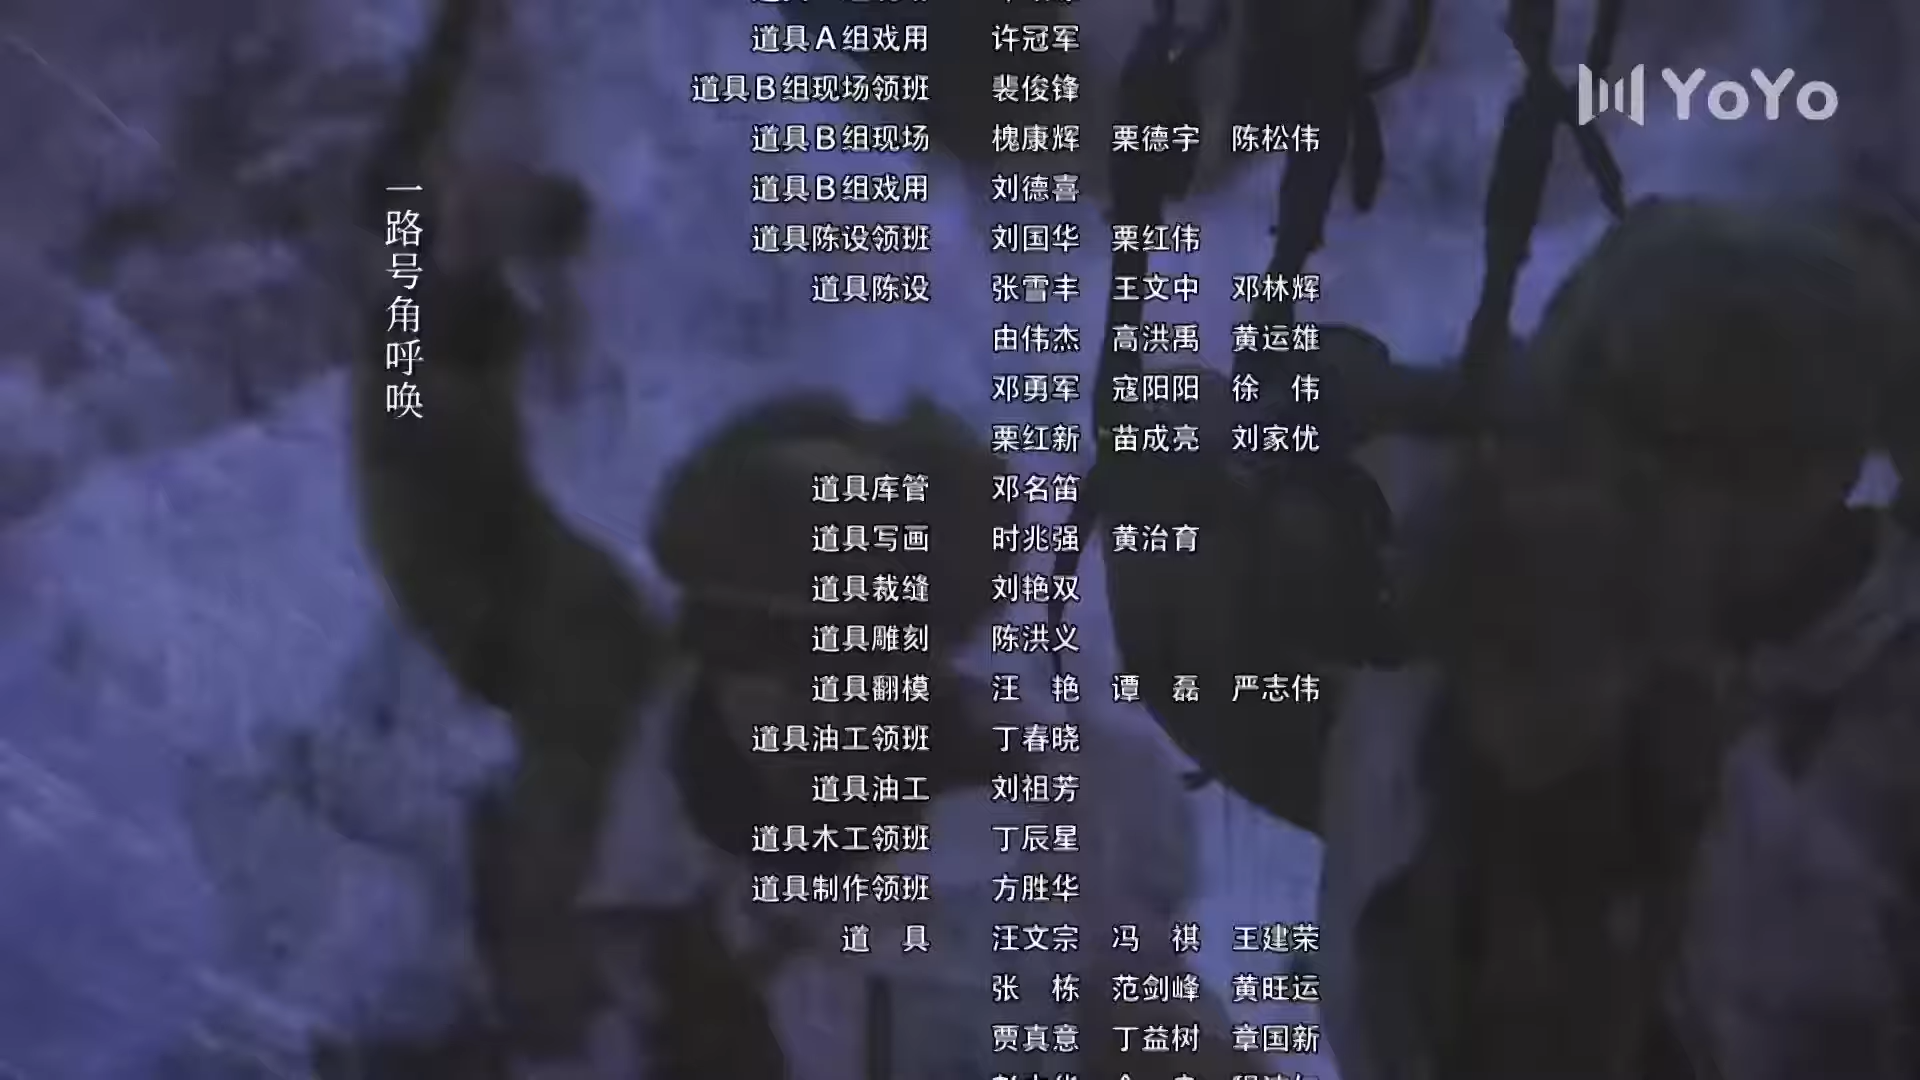 道具A组戏用 许冠军
道具B组现场领班 裴俊锋
道具B组现场 槐康辉 栗德宇 陈松伟
道具B组戏用 刘德喜
道具陈设领班 刘国华 栗红伟
道具陈设 张雪丰 王文中 邓林辉
由伟杰 高洪禹 黄运雄
邓勇军 寇阳阳 徐 伟
栗红新 苗成亮 刘家优
道具库管 邓名笛
道具写画 时兆强 黄治育
道具裁缝 刘艳双
道具雕刻 陈洪义
道具翻模 汪 艳 谭 磊 严志伟
道具油工领班 丁春晓
道具油工 刘祖芳
道具木工领班 丁辰星
道具制作领班 方胜华
道 具 汪文宗 冯 祺 王建荣
张 栋 范剑峰 黄旺运
贾真意 丁益树 章国新
一路号角呼唤
YoYo